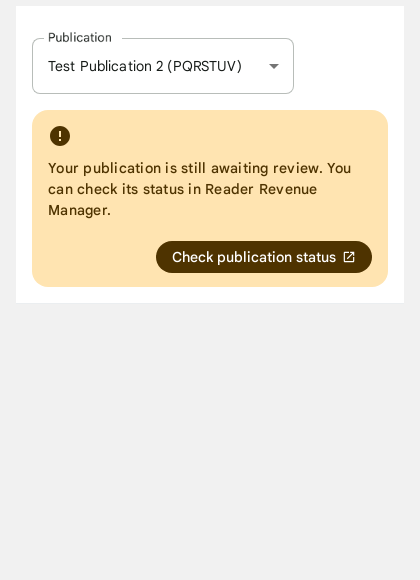 Publication
Test Publication 2 (PQRSTUV)
Your publication is still awaiting review. You
can check its status in Reader Revenue
Manager.
Check publication status